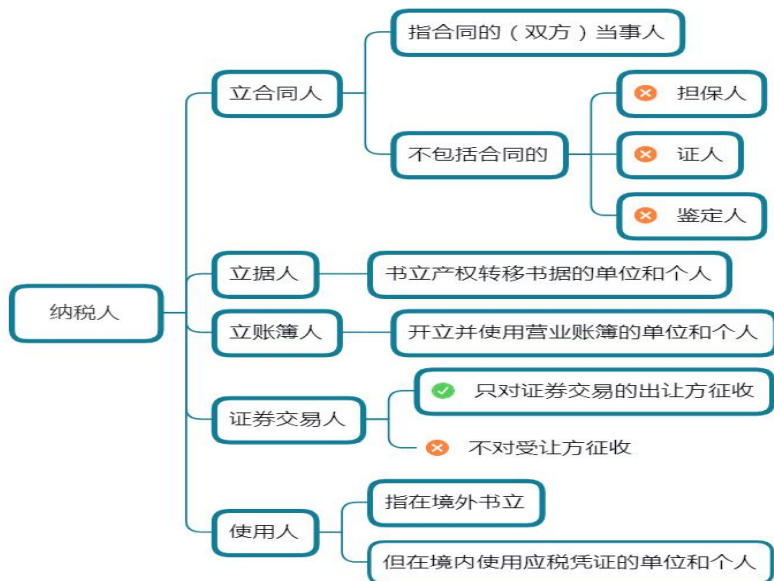 纳税人
立合同人
指合同的（双方）当事人
不包括合同的
担保人
证人
鉴定人
立据人
书立产权转移书据的单位和个人
立账簿人
开立并使用营业账簿的单位和个人
证券交易人
只对证券交易的出让方征收
不对受让方征收
使用人
指在境外书立
但在境内使用应税凭证的单位和个人